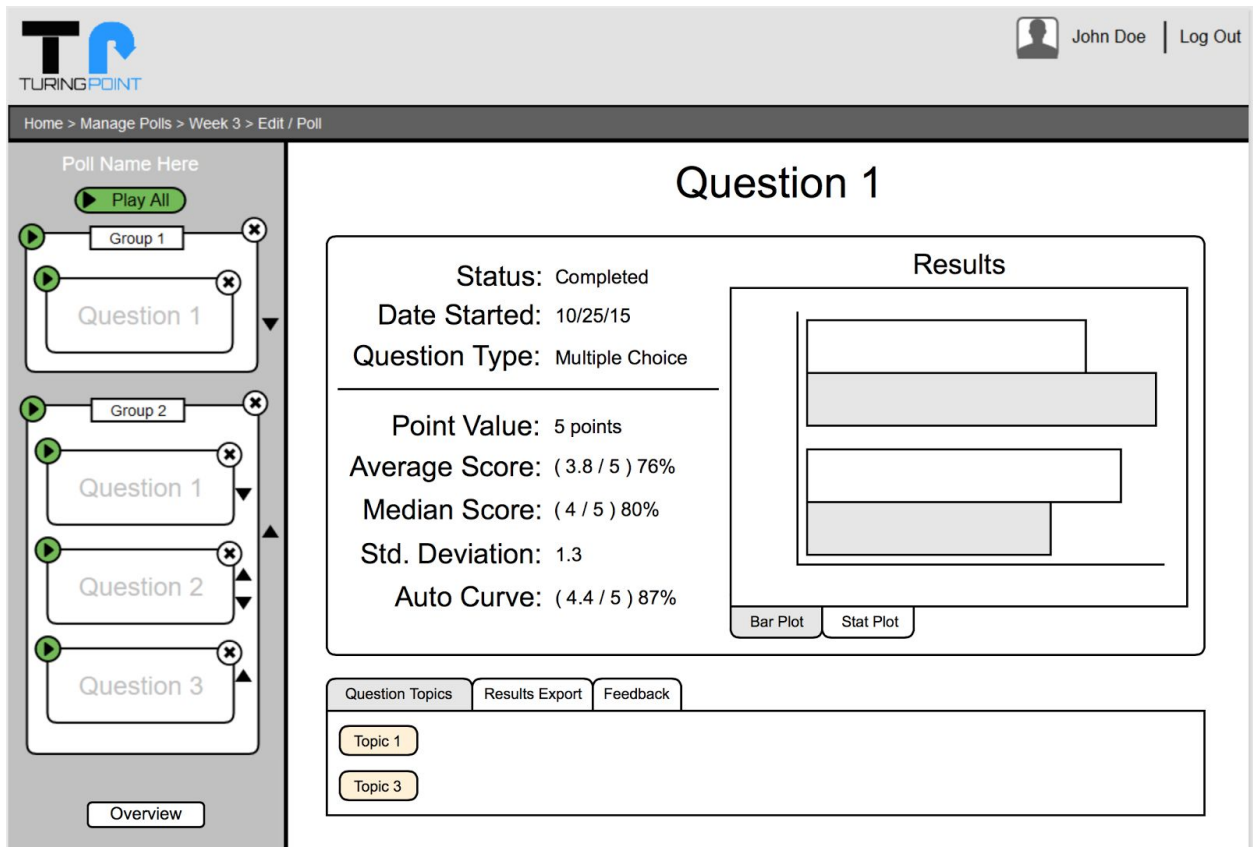 TURINGPOINT
John Doe
Log Out
Home > Manage Polls > Week 3 > Edit / Poll
Poll Name Here
Play All
Group 1
Question 1
Group 2
Question 1
Question 2
Question 3
Overview
Question 1
Status: Completed
Date Started: 10/25/15
Question Type: Multiple Choice
Point Value: 5 points
Average Score: ( 3.8 / 5 ) 76%
Median Score: ( 4 / 5 ) 80%
Std. Deviation: 1.3
Auto Curve: ( 4.4 / 5 ) 87%
Results
Bar Plot
Stat Plot
Question Topics
Results Export
Feedback
Topic 1
Topic 3